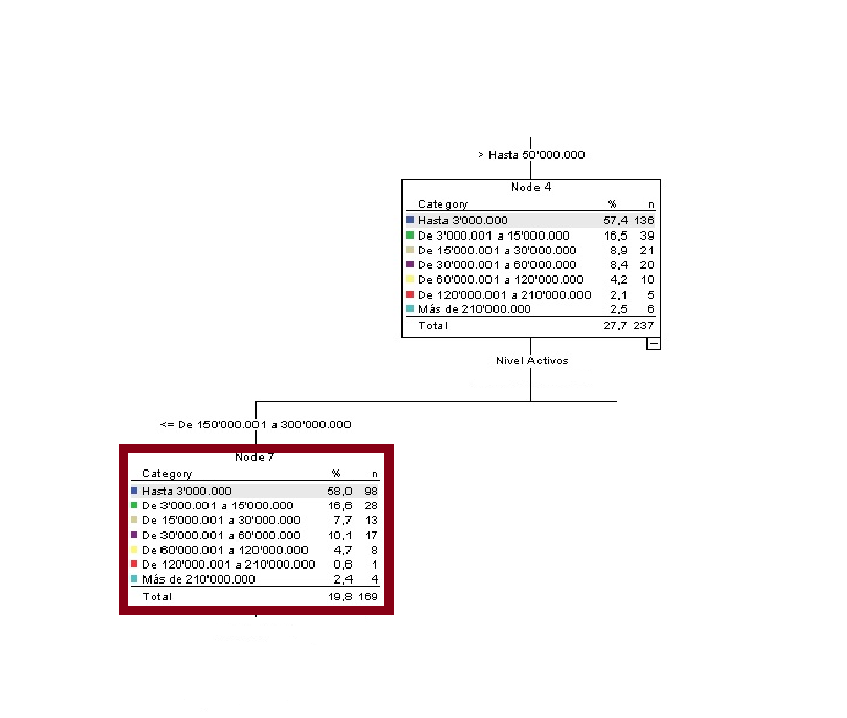 > Hasta 50'000.000
Node 4
Category % n
Hasta 3'000.000 57,4 136
De 3'000.001 a 15'000.000 16,5 39
De 15'000.001 a 30'000.000 8,9 21
De 30'000.001 a 60'000.000 8,4 20
De 60'000.001 a 120'000.000 4,2 10
De 120'000.001 a 210'000.000 2,1 5
Más de 210'000.000 2,5 6
Total 27,7 237
Nivel Activos
<= De 150'000.001 a 300'000.000
Node 7
Category % n
Hasta 3'000.000 58,0 98
De 3'000.001 a 15'000.000 16,6 28
De 15'000.001 a 30'000.000 7,7 13
De 30'000.001 a 60'000.000 10,1 17
De 60'000.001 a 120'000.000 4,7 8
De 120'000.001 a 210'000.000 0,6 1
Más de 210'000.000 2,4 4
Total 19,8 169